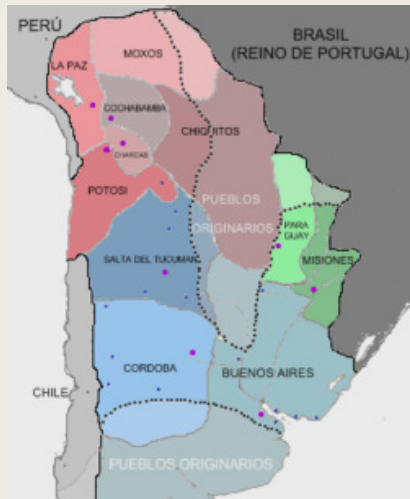 PERÚ
BRASIL
(REINO DE PORTUGAL)
MOXOS
LA PAZ
COCHABAMBA
CHIQUITOS
CHARCAS
POTOSI
PUEBLOS
ORIGINARIOS
PARA
GUAY
SALTA DEL TUCUMAN
MISIONES
CORDOBA
BUENOS AIRES
CHILE
PUEBLOS ORIGINARIOS